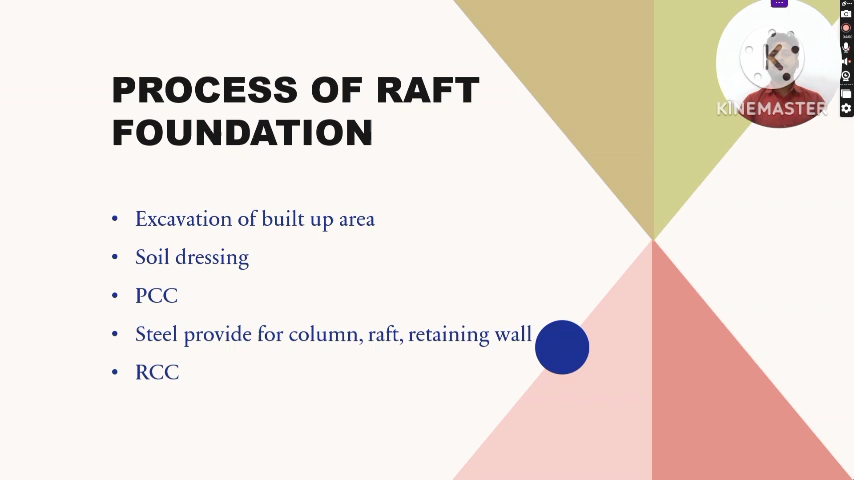 PROCESS OF RAFT
FOUNDATION
• Excavation of built up area
• Soil dressing
• PCC
• Steel provide for column, raft, retaining wall
• RCC
K
KINEMASTER